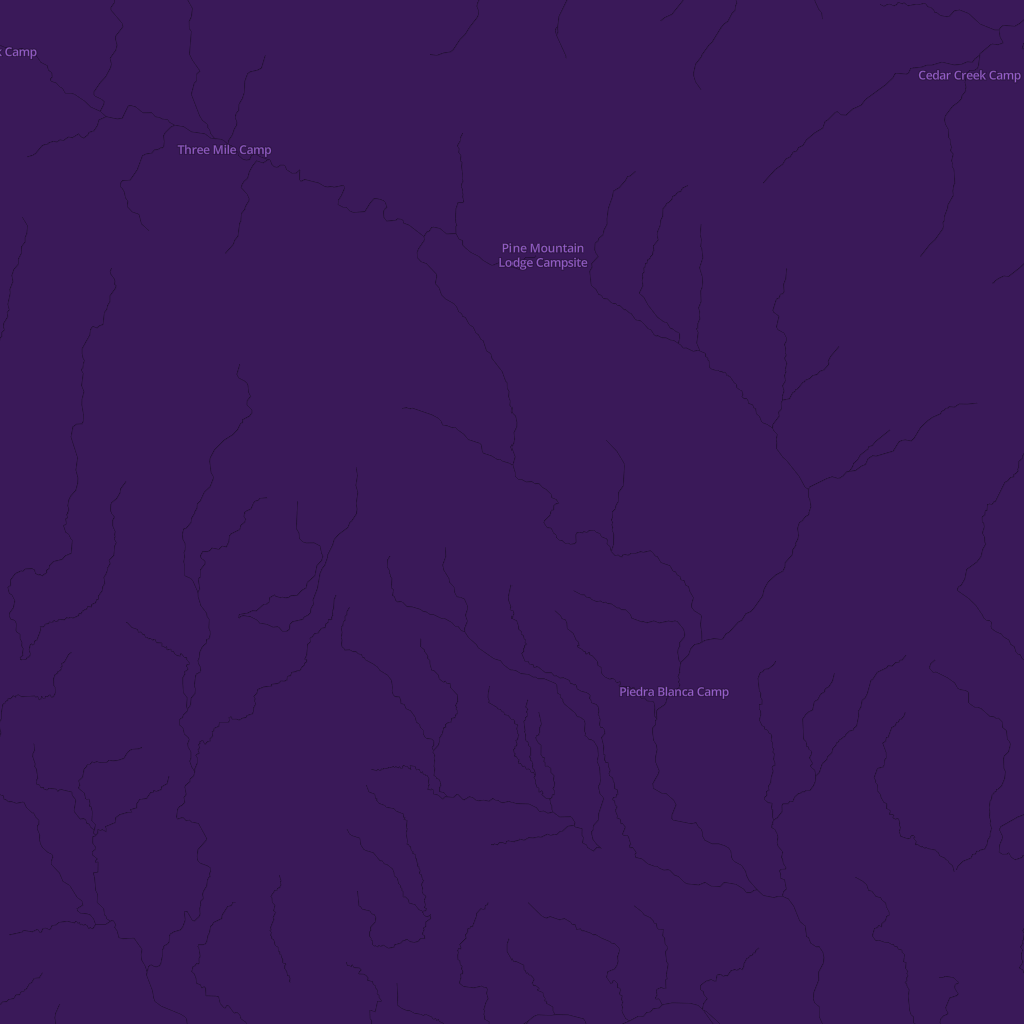 Camp
Cedar Creek Camp
Three Mile Camp
Pine Mountain
Lodge Campsite
Piedra Blanca Camp